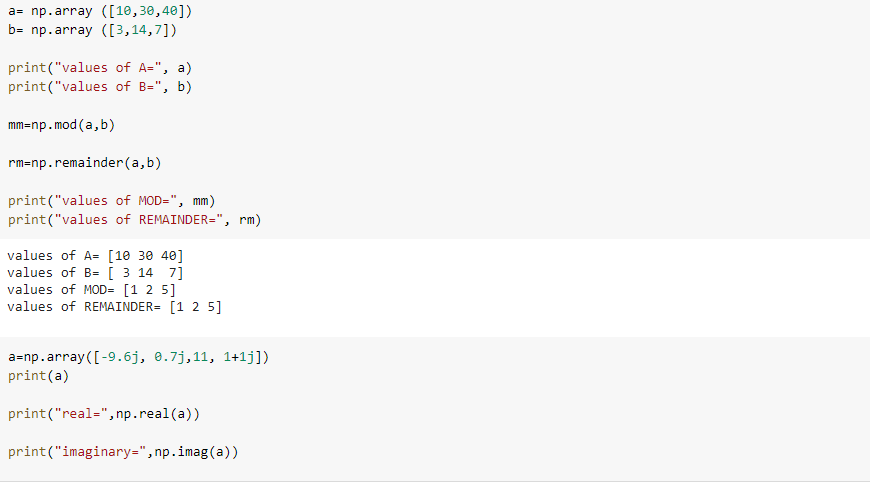 a= np.array ([10,30,40])
b= np.array ([3,14,7])
print("values of A=", a)
print("values of B=", b)
mm=np.mod(a,b)
rm=np.remainder(a,b)
print("values of MOD=", mm)
print("values of REMAINDER=", rm)
values of A= [10 30 40]
values of B= [ 3 14  7]
values of MOD= [1 2 5]
values of REMAINDER= [1 2 5]
a=np.array([-9.6j, 0.7j,11, 1+1j])
print(a)
print("real=",np.real(a))
print("imaginary=",np.imag(a))